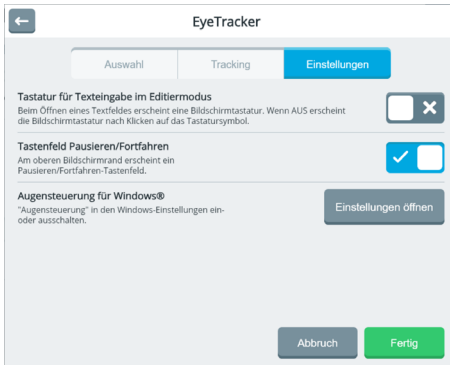 EyeTracker
Auswahl
Tracking
Einstellungen
Tastatur für Texteingabe im Editiermodus
Beim Öffnen eines Textfeldes erscheint eine Bildschirmtastatur. Wenn AUS erscheint
die Bildschirmtastatur nach Klicken auf das Tastatursymbol.
Tastenfeld Pausieren/Fortfahren
Am oberen Bildschirmrand erscheint ein
Pausieren/Fortfahren-Tastenfeld.
Augensteuerung für Windows®
"Augensteuerung" in den Windows-Einstellungen ein-
oder ausschalten.
Einstellungen öffnen
Abbruch
Fertig